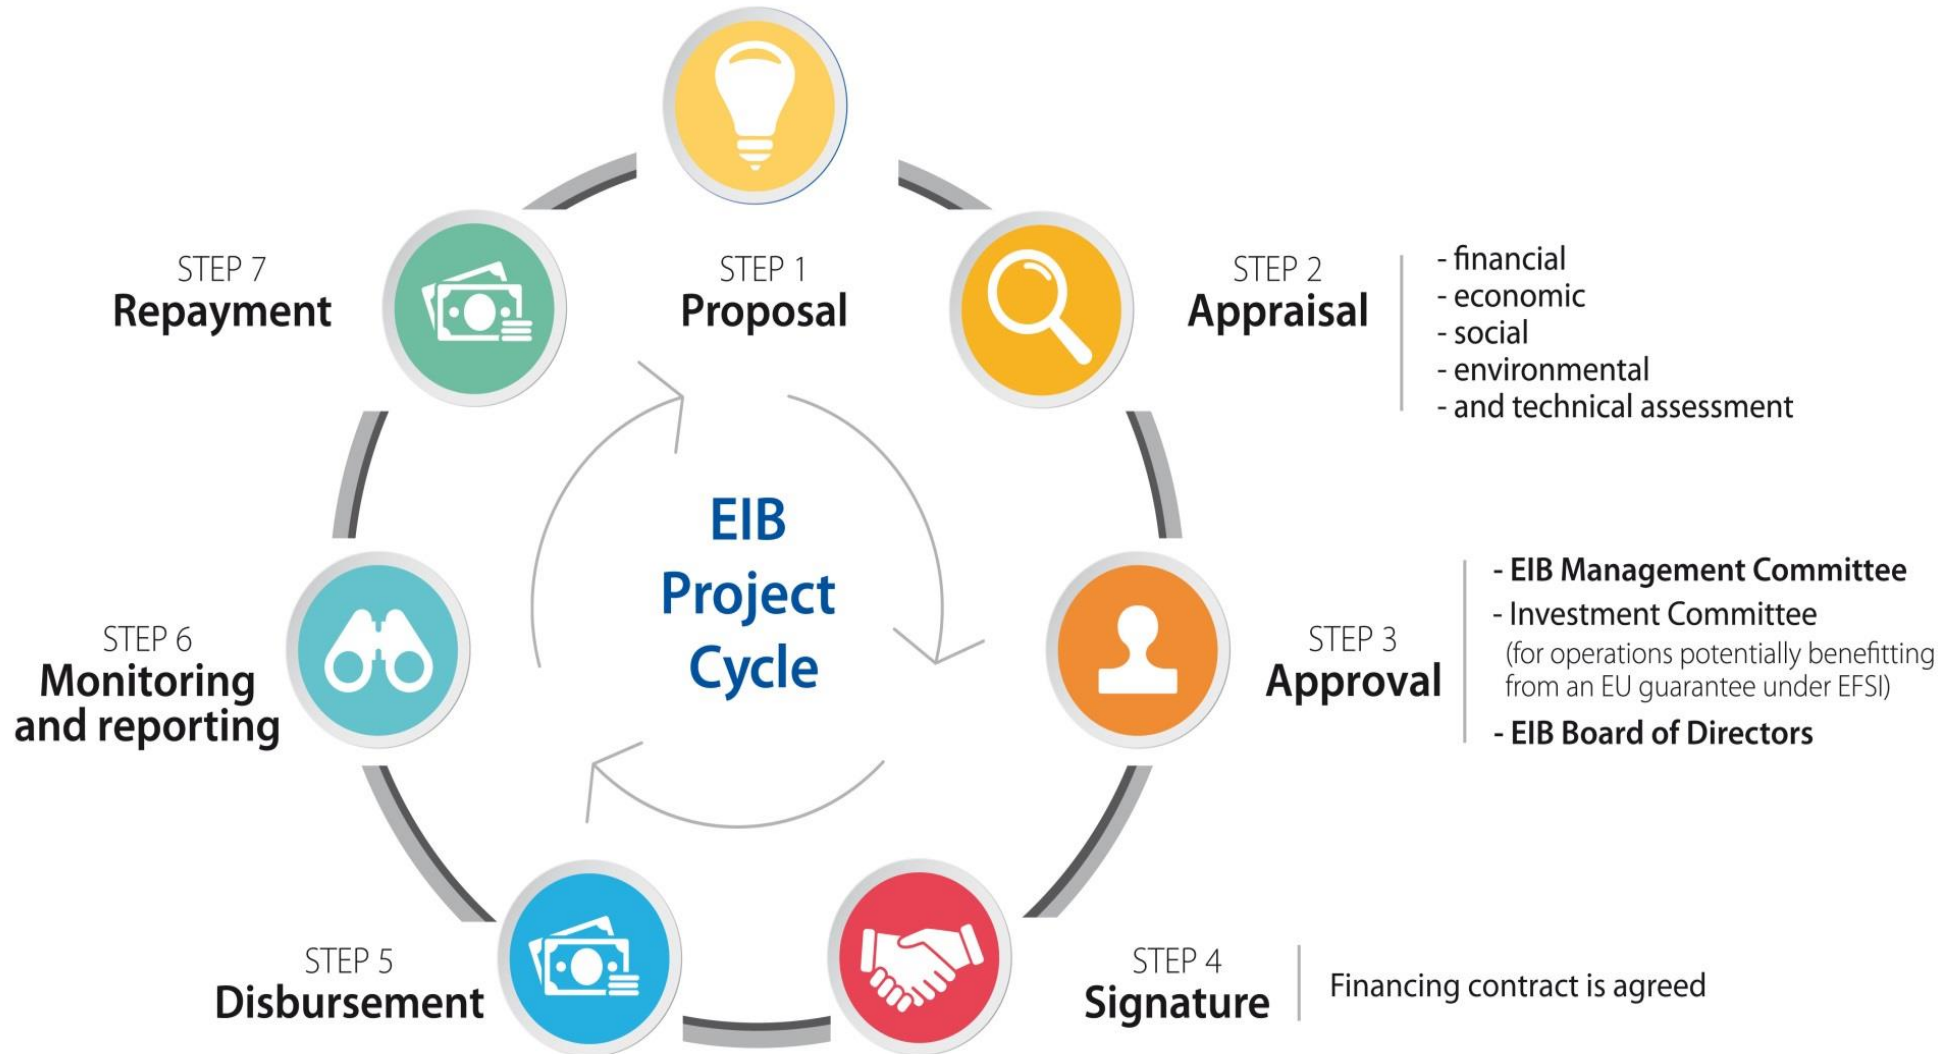 STEP 1
Proposal
STEP 2
Appraisal
- financial
- economic
- social
- environmental
- and technical assessment
STEP 3
Approval
- EIB Management Committee
- Investment Committee
(for operations potentially benefitting
from an EU guarantee under EFSI)
- EIB Board of Directors
STEP 4
Signature
Financing contract is agreed
STEP 5
Disbursement
STEP 6
Monitoring
and reporting
STEP 7
Repayment
EIB
Project
Cycle